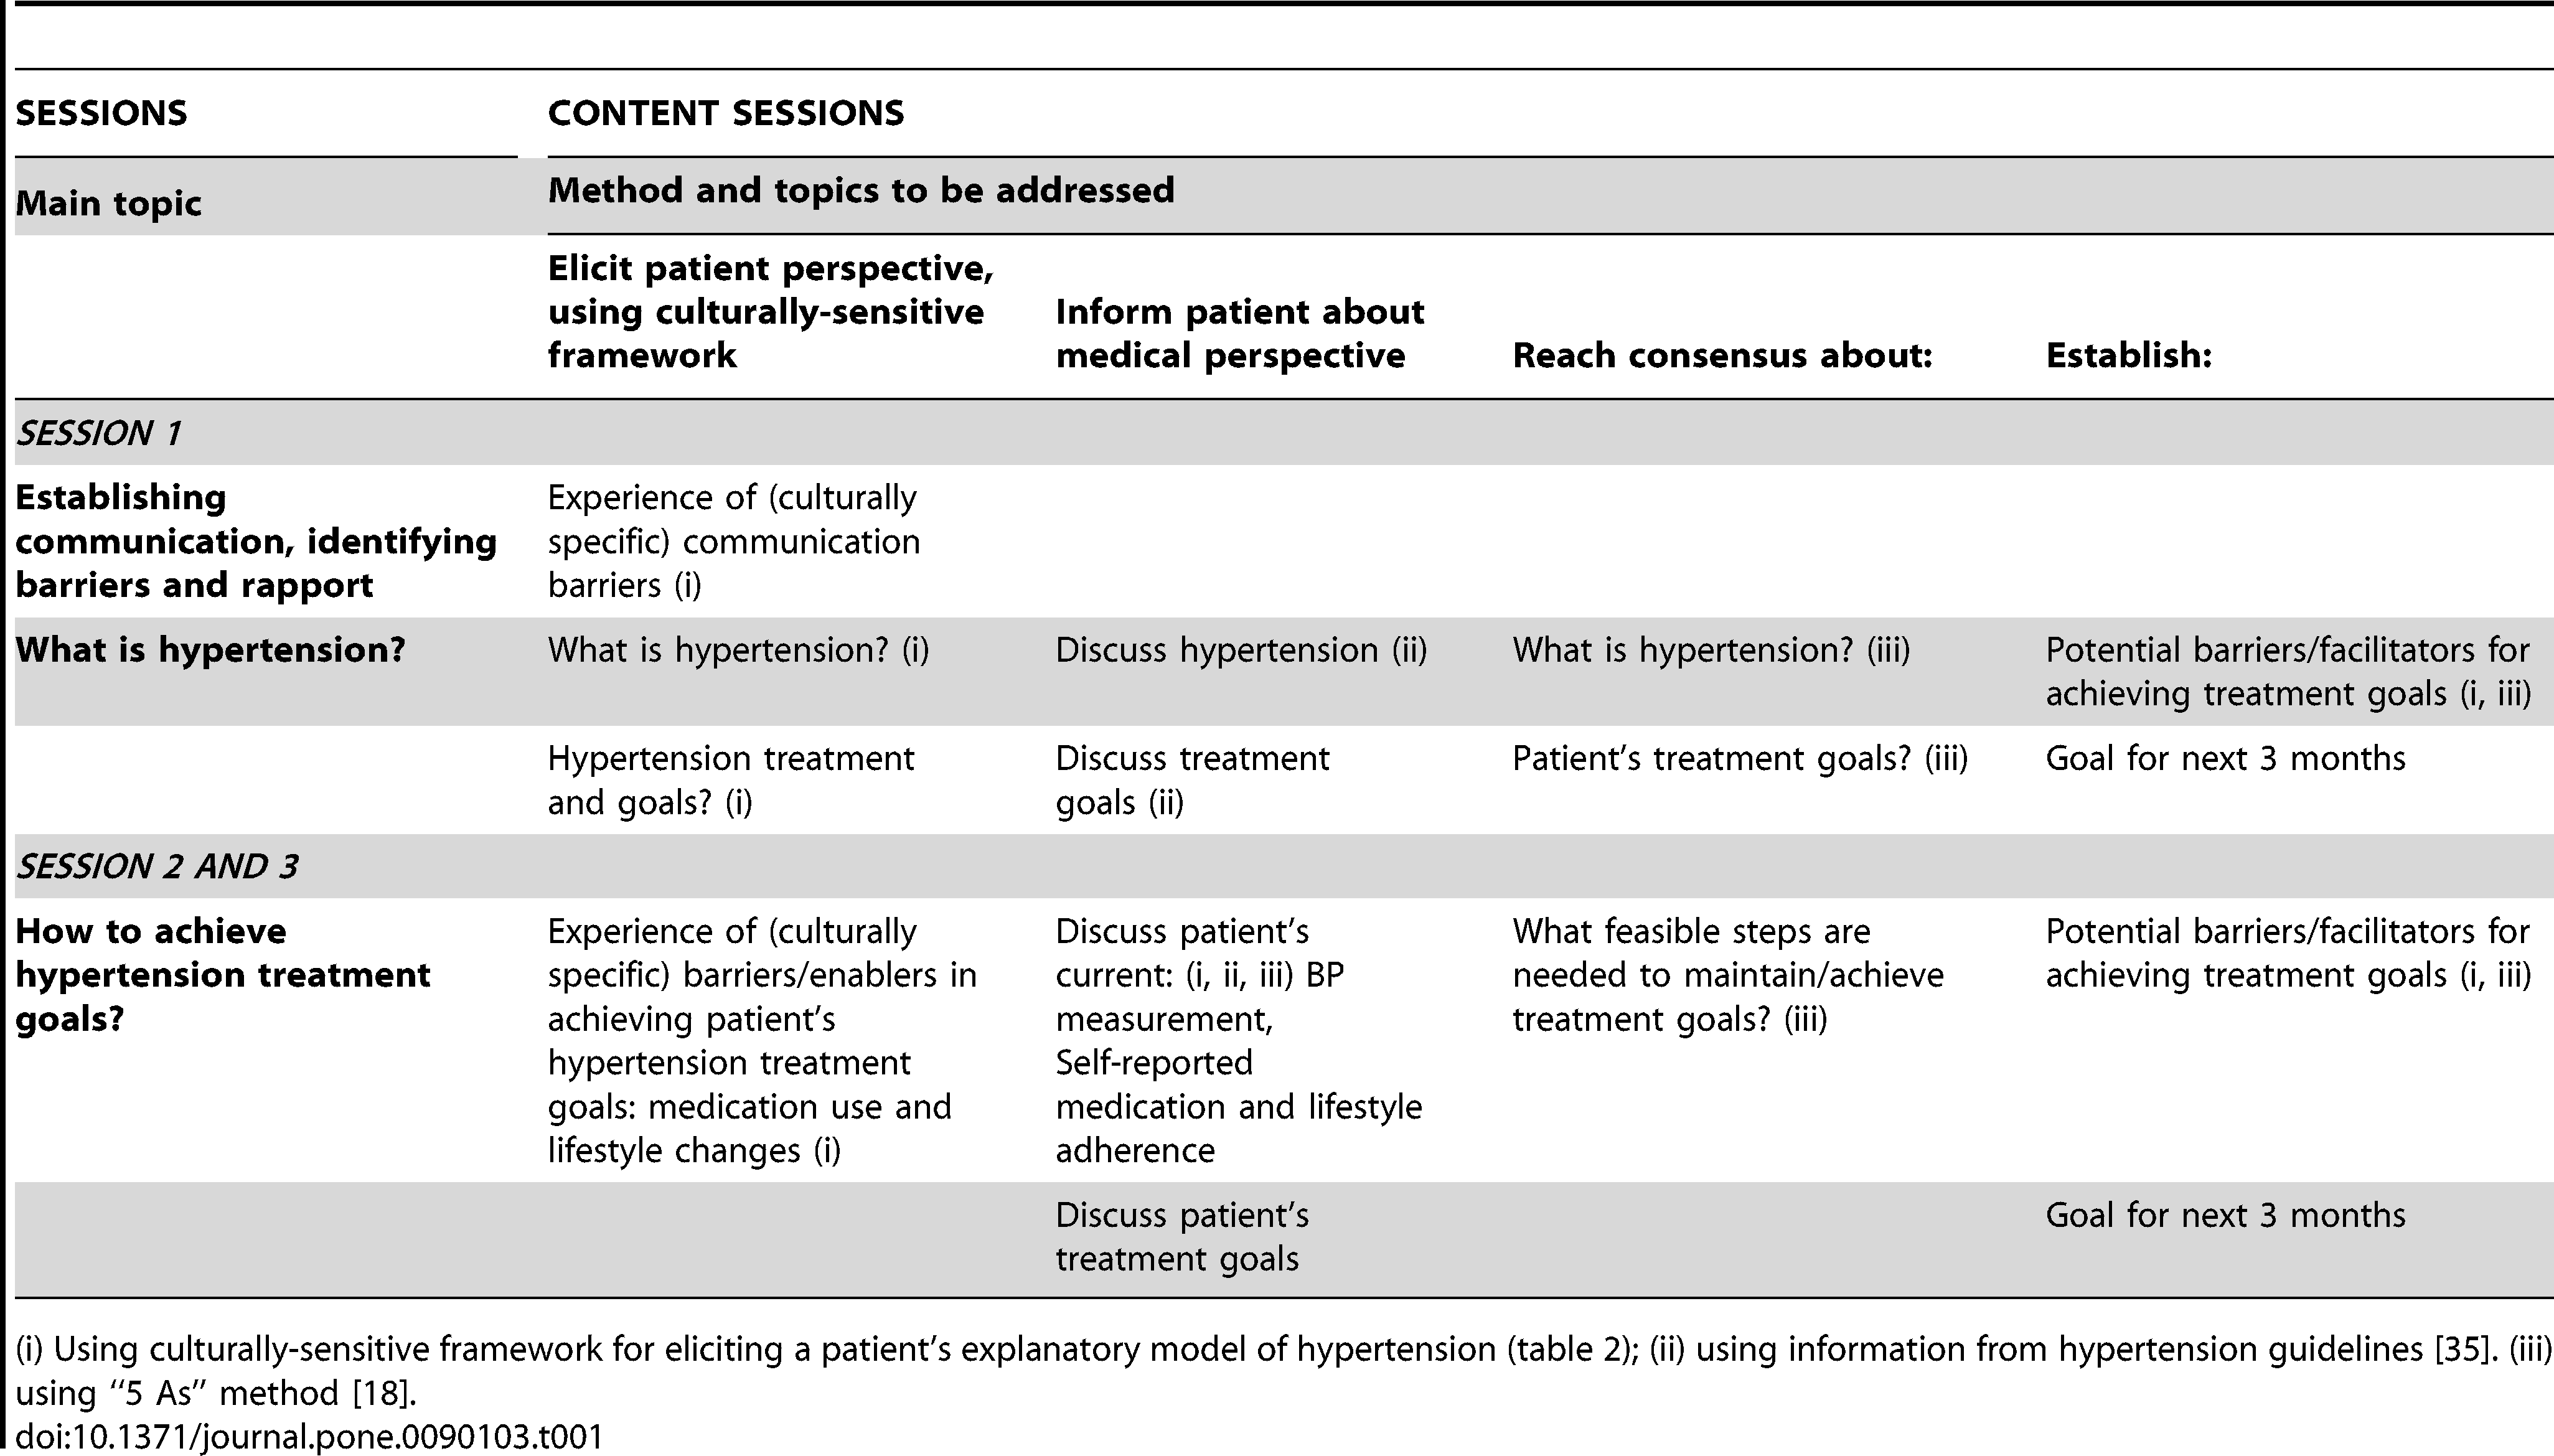 SESSIONS
CONTENT SESSIONS
Main topic
Method and topics to be addressed
Elicit patient perspective,
using culturally-sensitive
framework
Inform patient about
medical perspective
Reach consensus about:
Establish:
SESSION 1
Establishing
communication, identifying
barriers and rapport
Experience of (culturally
specific) communication
barriers (i)
What is hypertension?
What is hypertension? (i)
Discuss hypertension (ii)
What is hypertension? (iii)
Potential barriers/facilitators for
achieving treatment goals (i, iii)
Hypertension treatment
and goals? (i)
Discuss treatment
goals (ii)
Patient’s treatment goals? (iii)
Goal for next 3 months
SESSION 2 AND 3
How to achieve
hypertension treatment
goals?
Experience of (culturally
specific) barriers/enablers in
achieving patient’s
hypertension treatment
goals: medication use and
lifestyle changes (i)
Discuss patient’s
current: (i, ii, iii) BP
measurement,
Self-reported
medication and lifestyle
adherence
What feasible steps are
needed to maintain/achieve
treatment goals? (iii)
Potential barriers/facilitators for
achieving treatment goals (i, iii)
Discuss patient’s
treatment goals
Goal for next 3 months
(i) Using culturally-sensitive framework for eliciting a patient’s explanatory model of hypertension (table 2); (ii) using information from hypertension guidelines [35]. (iii)
using ‘‘5 As’’ method [18].
doi:10.1371/journal.pone.0090103.t001